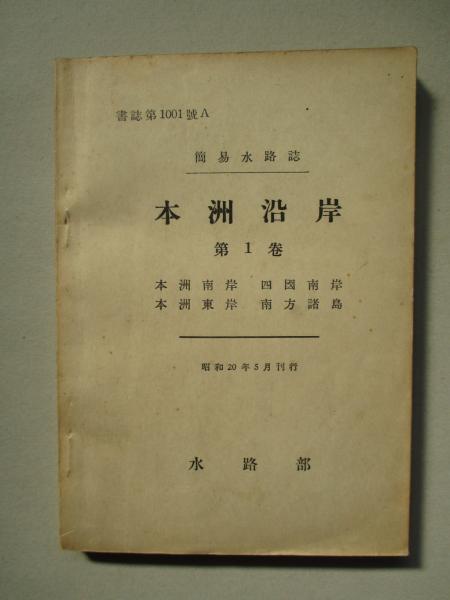 書誌第1001號A
簡易水路誌
本洲沿岸
第1卷
本洲南岸 四國南岸
本洲東岸 南方諸島
昭和20年5月刊行
水路部